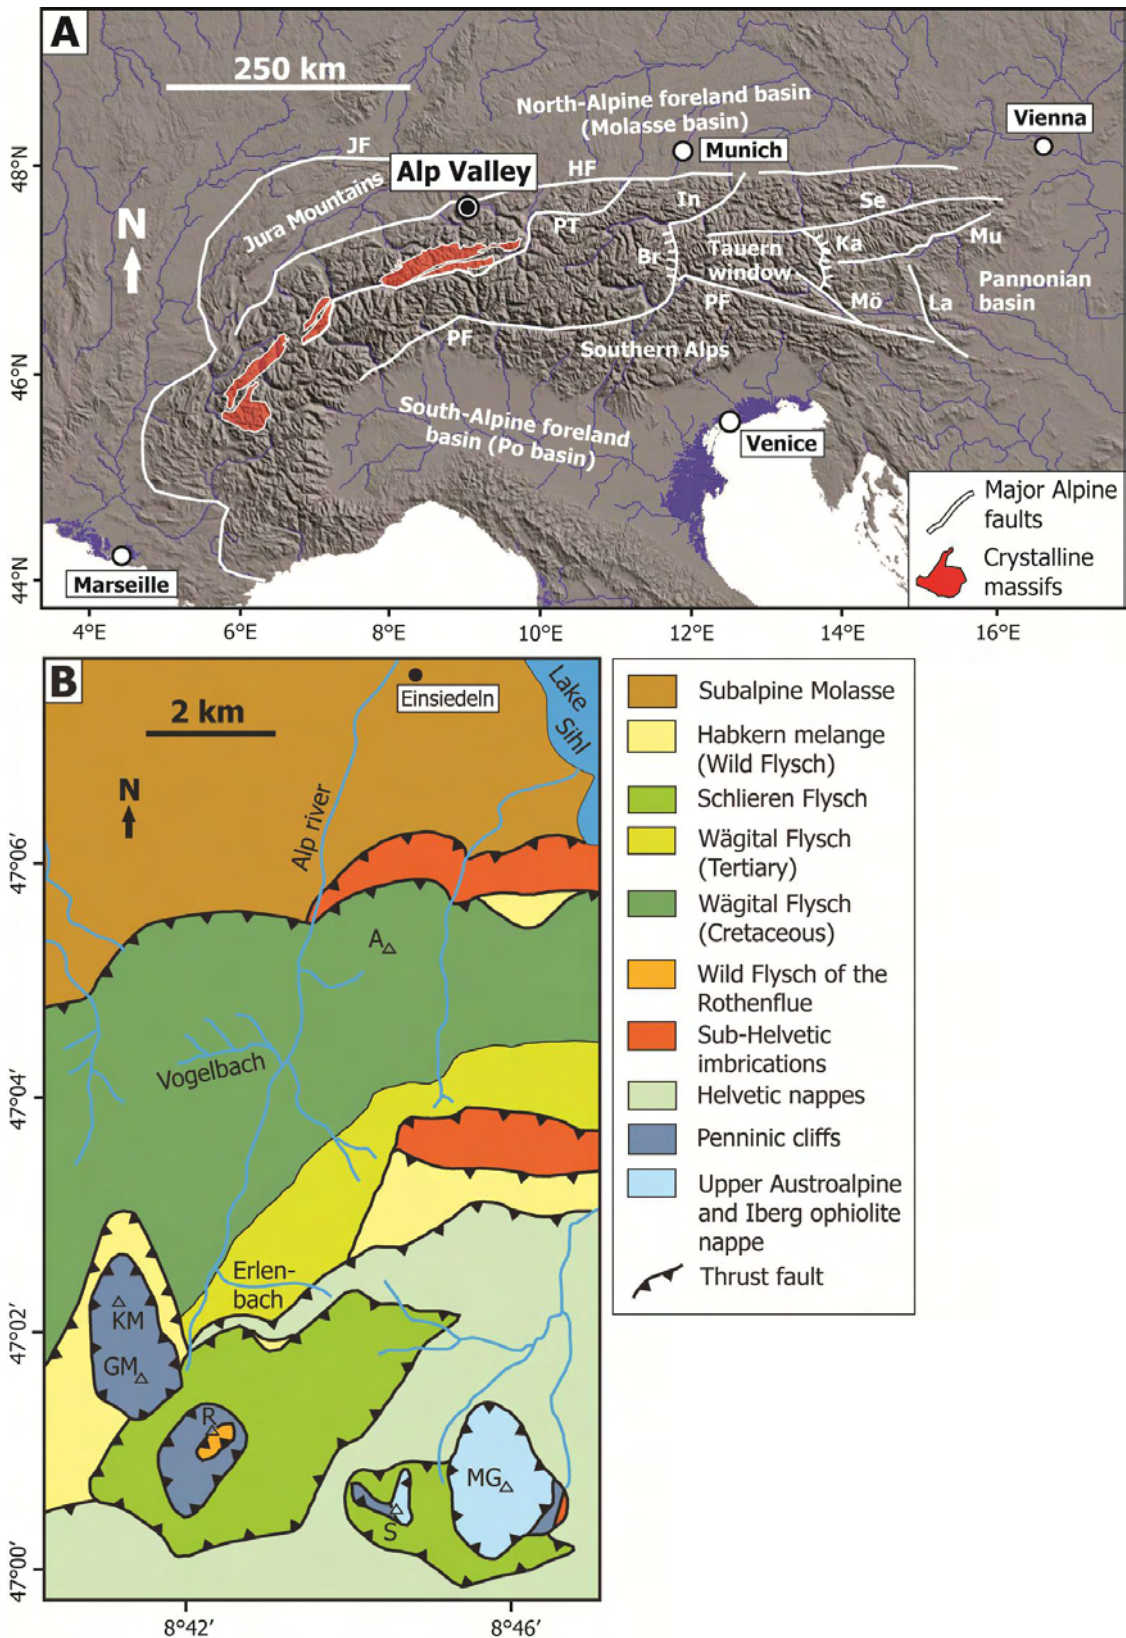 A
250 km
North-Alpine foreland basin
(Molasse basin)
Vienna
JF
Munich
Alp Valley
HF
48°N
Jura Mountains
N
In
Se
PT
Ka
Mu
Br
Tauern
window
Pannonian
basin
PF
Mö
La
PF
Southern Alps
46°N
South-Alpine foreland
basin (Po basin)
Venice
Major Alpine
faults
Crystalline
massifs
Marseille
44°N
4°E
6°E
8°E
10°E
12°E
14°E
16°E
B
Einsiedeln
Lake
Sihl
2 km
N
Alp river
47°06′
A
Vogelbach
47°04′
Erlen-
bach
47°02′
KM
GM
R
MG
S
47°00′
8°42′
8°46′
Subalpine Molasse
Habkern melange
(Wild Flysch)
Schlieren Flysch
Wägital Flysch
(Tertiary)
Wägital Flysch
(Cretaceous)
Wild Flysch of the
Rothenflue
Sub-Helvetic
imbrications
Helvetic nappes
Penninic cliffs
Upper Austroalpine
and Iberg ophiolite
nappe
Thrust fault